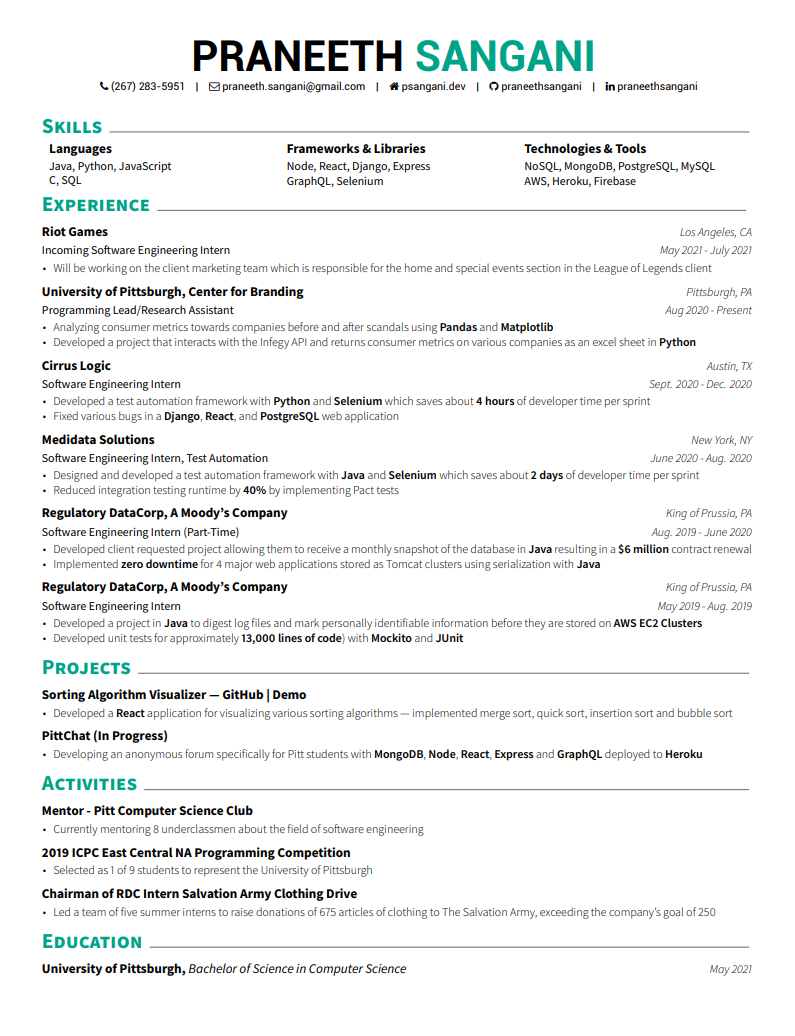 PRANEETH SANGANI
(267) 283-5951 | praneeth.sangani@gmail.com | psangani.dev | praneethsangani | praneethsangani
SKILLS
Languages Frameworks & Libraries Technologies & Tools
Java, Python, JavaScript Node, React, Django, Express NoSQL, MongoDB, PostgreSQL, MySQL
C, SQL GraphQL, Selenium AWS, Heroku, Firebase
EXPERIENCE
Riot Games Los Angeles, CA
Incoming Software Engineering Intern May 2021 - July 2021
• Will be working on the client marketing team which is responsible for the home and special events section in the League of Legends client
University of Pittsburgh, Center for Branding Pittsburgh, PA
Programming Lead/Research Assistant Aug 2020 - Present
• Analyzing consumer metrics towards companies before and after scandals using Pandas and Matplotlib
• Developed a project that interacts with the Infegy API and returns consumer metrics on various companies as an excel sheet in Python
Cirrus Logic Austin, TX
Software Engineering Intern Sept. 2020 - Dec. 2020
• Developed a test automation framework with Python and Selenium which saves about 4 hours of developer time per sprint
• Fixed various bugs in a Django, React, and PostgreSQL web application
Medidata Solutions New York, NY
Software Engineering Intern, Test Automation June 2020 - Aug. 2020
• Designed and developed a test automation framework with Java and Selenium which saves about 2 days of developer time per sprint
• Reduced integration testing runtime by 40% by implementing Pact tests
Regulatory DataCorp, A Moody's Company King of Prussia, PA
Software Engineering Intern (Part-Time) Aug. 2019 - June 2020
• Developed client requested project allowing them to receive a monthly snapshot of the database in Java resulting in a $6 million contract renewal
• Implemented zero downtime for 4 major web applications stored as Tomcat clusters using serialization with Java
Regulatory DataCorp, A Moody's Company King of Prussia, PA
Software Engineering Intern May 2019 - Aug. 2019
• Developed a project in Java to digest log files and mark personally identifiable information before they are stored on AWS EC2 Clusters
• Developed unit tests for approximately 13,000 lines of code) with Mockito and JUnit
PROJECTS
Sorting Algorithm Visualizer — GitHub | Demo
• Developed a React application for visualizing various sorting algorithms — implemented merge sort, quick sort, insertion sort and bubble sort
PittChat (In Progress)
• Developing an anonymous forum specifically for Pitt students with MongoDB, Node, React, Express and GraphQL deployed to Heroku
ACTIVITIES
Mentor - Pitt Computer Science Club
• Currently mentoring 8 underclassmen about the field of software engineering
2019 ICPC East Central NA Programming Competition
• Selected as 1 of 9 students to represent the University of Pittsburgh
Chairman of RDC Intern Salvation Army Clothing Drive
• Led a team of five summer interns to raise donations of 675 articles of clothing to The Salvation Army, exceeding the company's goal of 250
EDUCATION
University of Pittsburgh, Bachelor of Science in Computer Science May 2021